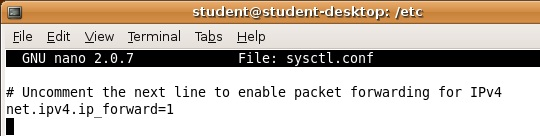 student@student-desktop: /etc
File Edit View Terminal Tabs Help
GNU nano 2.0.7 File: sysctl.conf
# Uncomment the next line to enable packet forwarding for IPv4
net.ipv4.ip_forward=1